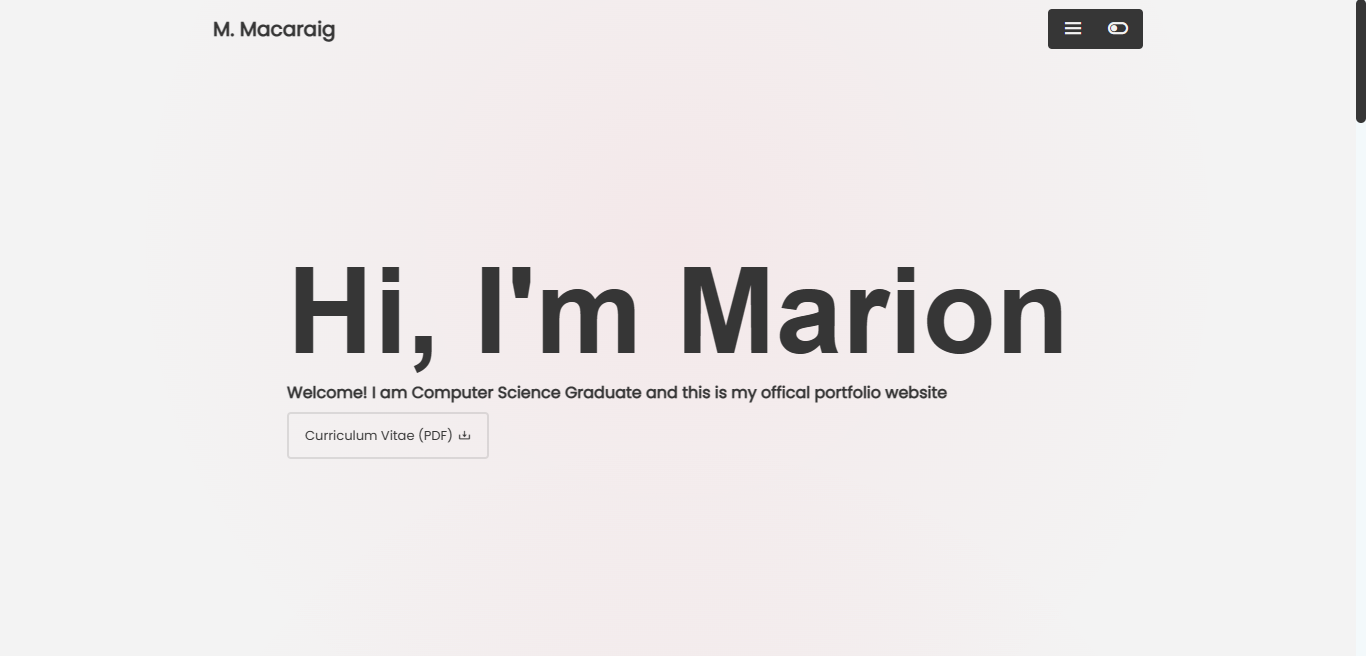 M. Macaraig
Hi, I'm Marion
Welcome! I am Computer Science Graduate and this is my offical portfolio website
Curriculum Vitae (PDF)